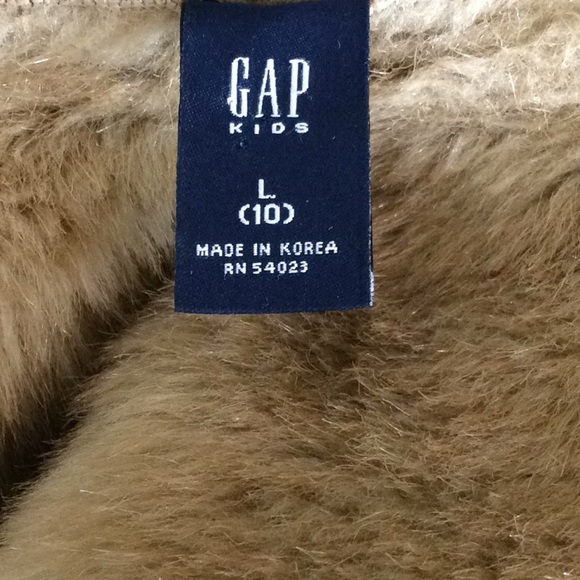 GAP
KIDS
L
(10)
MADE IN KOREA
RN 54023